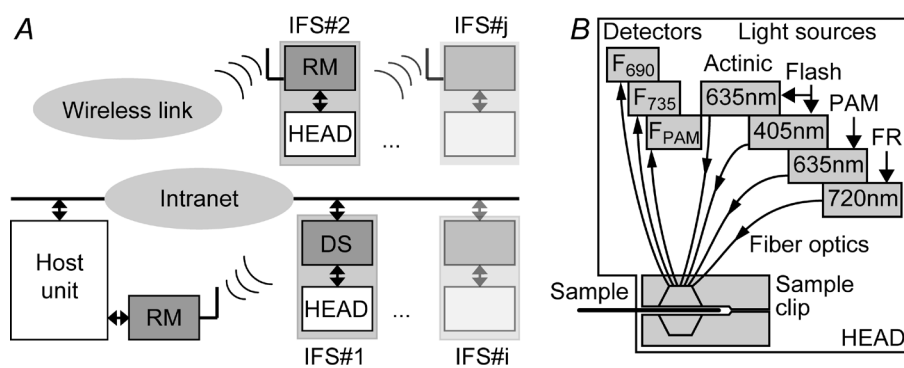 A
IFS#2
IFS#j
RM
Wireless link
HEAD
...
Intranet
Host
unit
DS
RM
HEAD
...
IFS#1
IFS#i
B
Detectors
Light sources
F690
Actinic
Flash
F735
635nm
PAM
FPAM
405nm
FR
635nm
720nm
Fiber optics
Sample
Sample
clip
HEAD